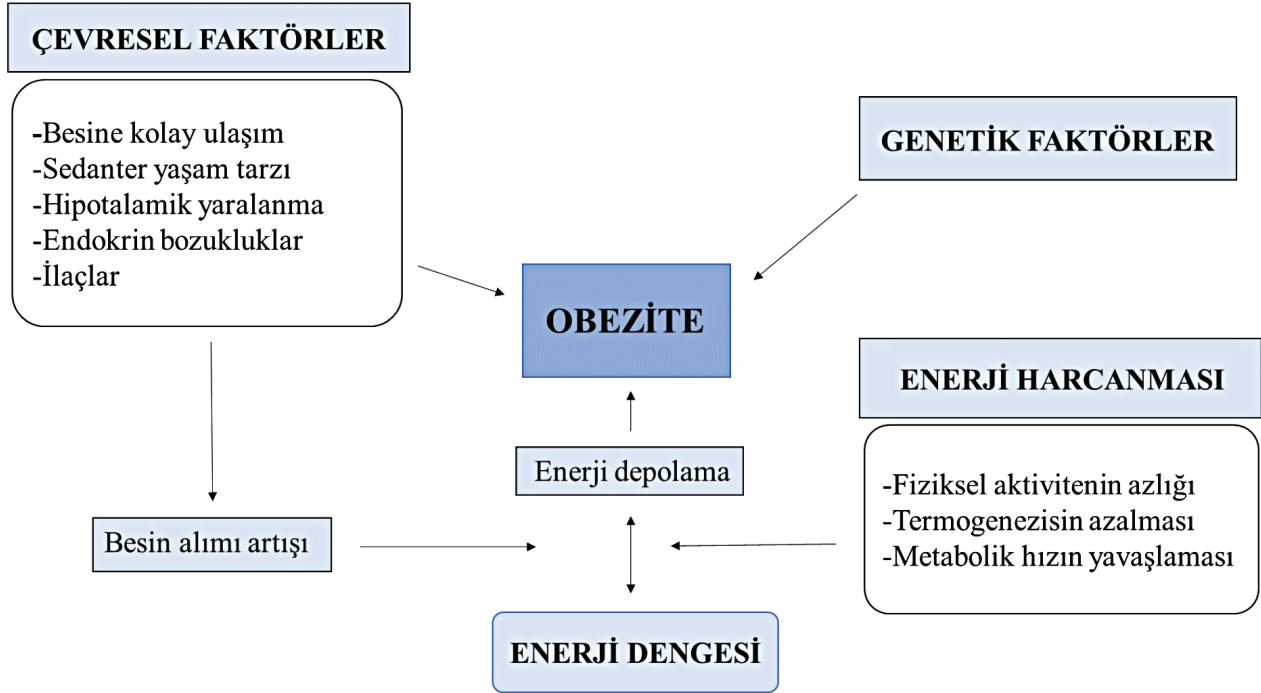 ÇEVRESEL FAKTÖRLER
-Besine kolay ulaşım
-Sedanter yaşam tarzı
-Hipotalamik yaralanma
-Endokrin bozukluklar
-İlaçlar
GENETİK FAKTÖRLER
OBEZİTE
ENERJİ HARCANMASI
-Fiziksel aktivitenin azlığı
-Termogenezisin azalması
-Metabolik hızın yavaşlaması
Enerji depolama
Besin alımı artışı
ENERJİ DENGESİ